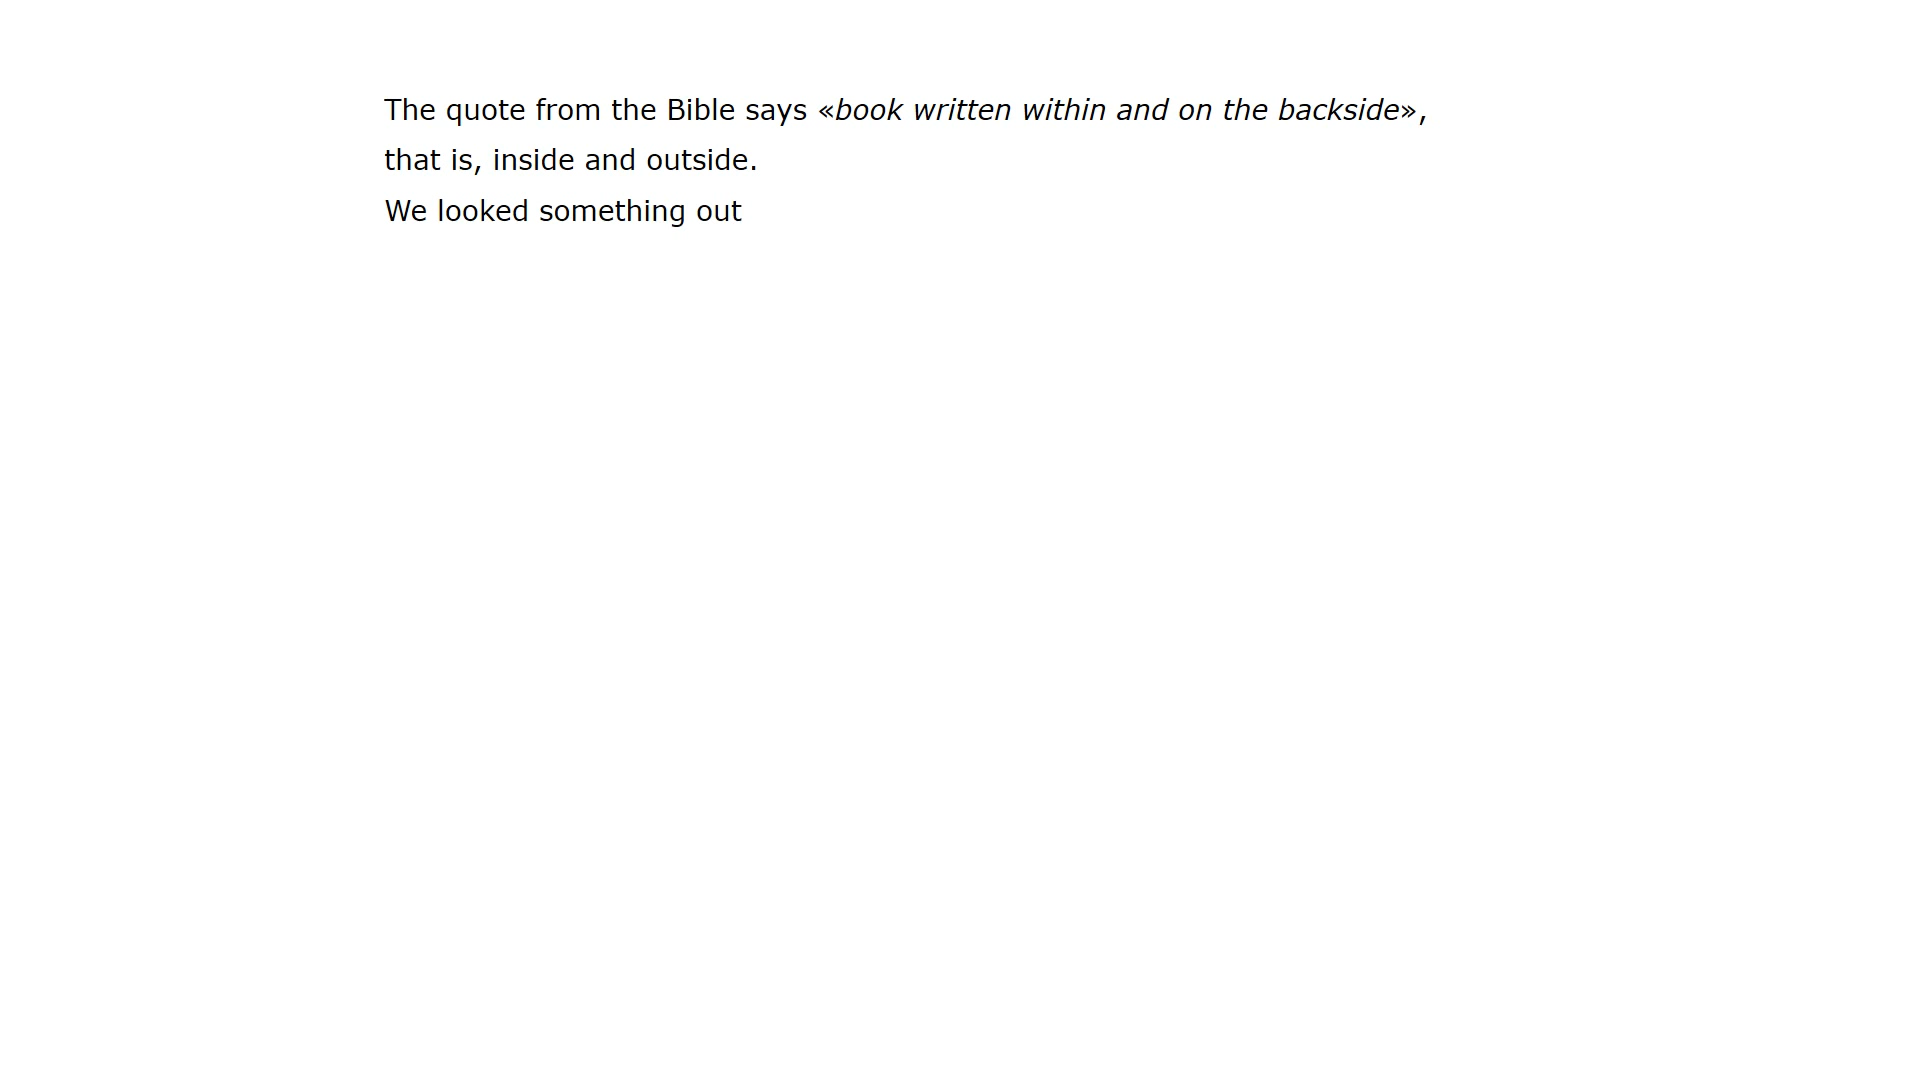 The quote from the Bible says «book written within and on the backside»,
that is, inside and outside.
We looked something out